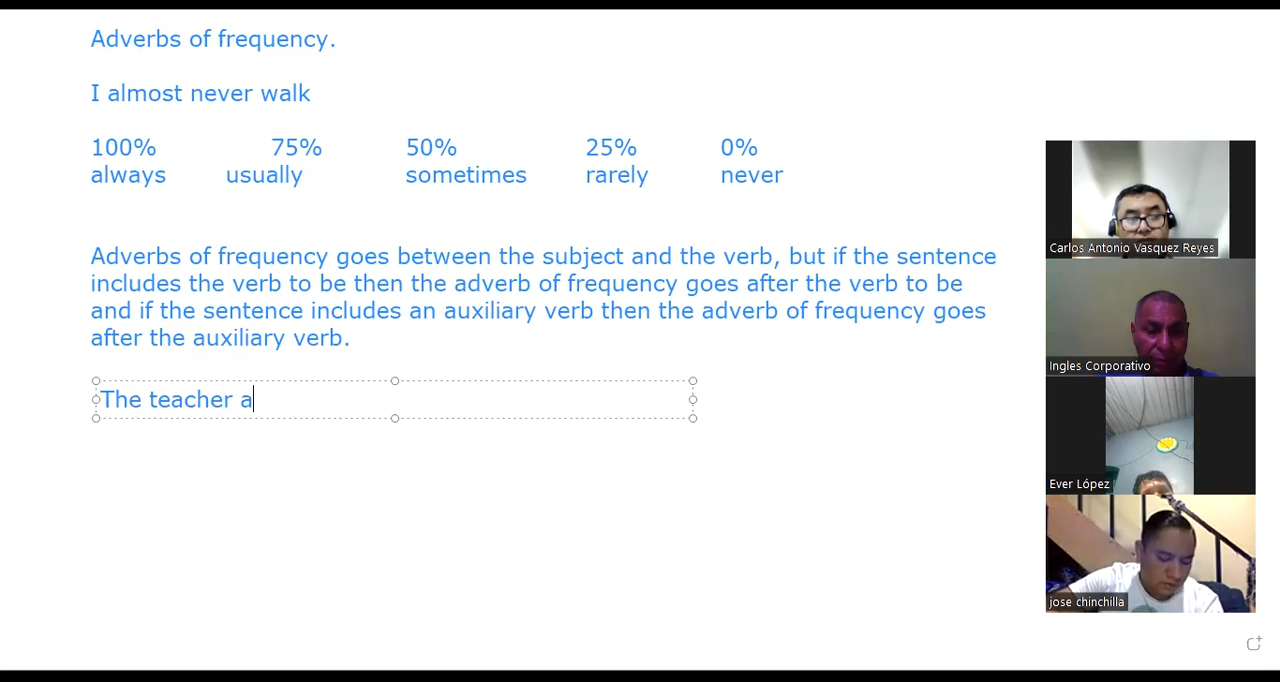 Adverbs of frequency.
I almost never walk
100% 75% 50% 25% 0%
always usually sometimes rarely never
Adverbs of frequency goes between the subject and the verb, but if the sentence
includes the verb to be then the adverb of frequency goes after the verb to be
and if the sentence includes an auxiliary verb then the adverb of frequency goes
after the auxiliary verb.
The teacher a
Carlos Antonio Vasquez Reyes
Ingles Corporativo
Ever López
jose chinchilla